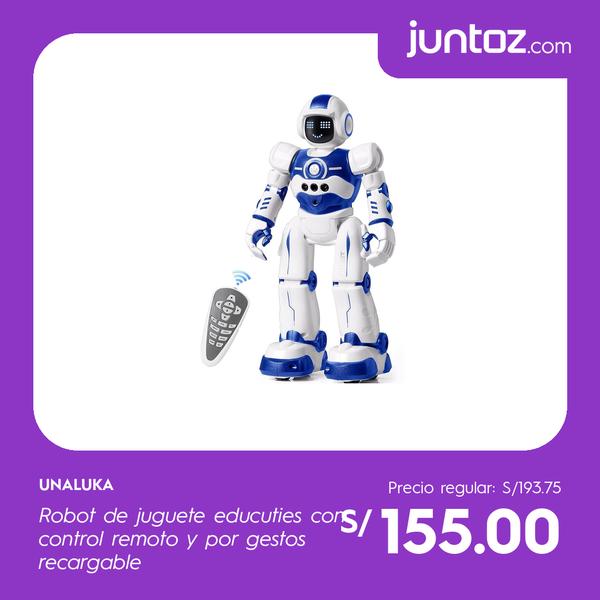 juntoz.com
UNALUKA
Robot de juguete educuties con
control remoto y por gestos
recargable
Precio regular: S/193.75
S/155.00